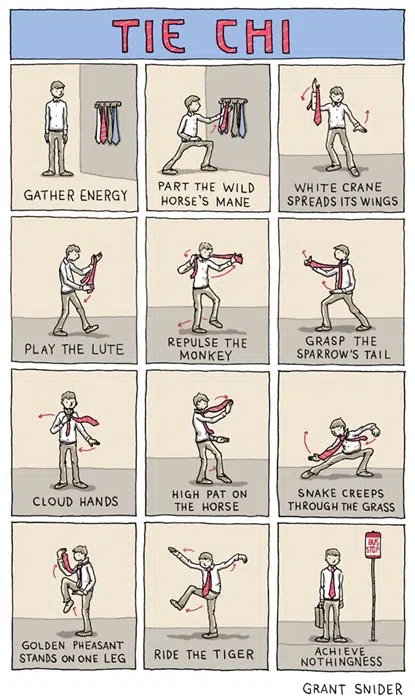 TIE CHI
GATHER ENERGY
PART THE WILD
HORSE'S MANE
WHITE CRANE
SPREADS ITS WINGS
PLAY THE LUTE
REPULSE THE
MONKEY
GRASP THE
SPARROW'S TAIL
CLOUD HANDS
HIGH PAT ON
THE HORSE
SNAKE CREEPS
THROUGH THE GRASS
GOLDEN PHEASANT
STANDS ON ONE LEG
RIDE THE TIGER
BUS
STOP
ACHIEVE
NOTHINGNESS
GRANT SNIDER